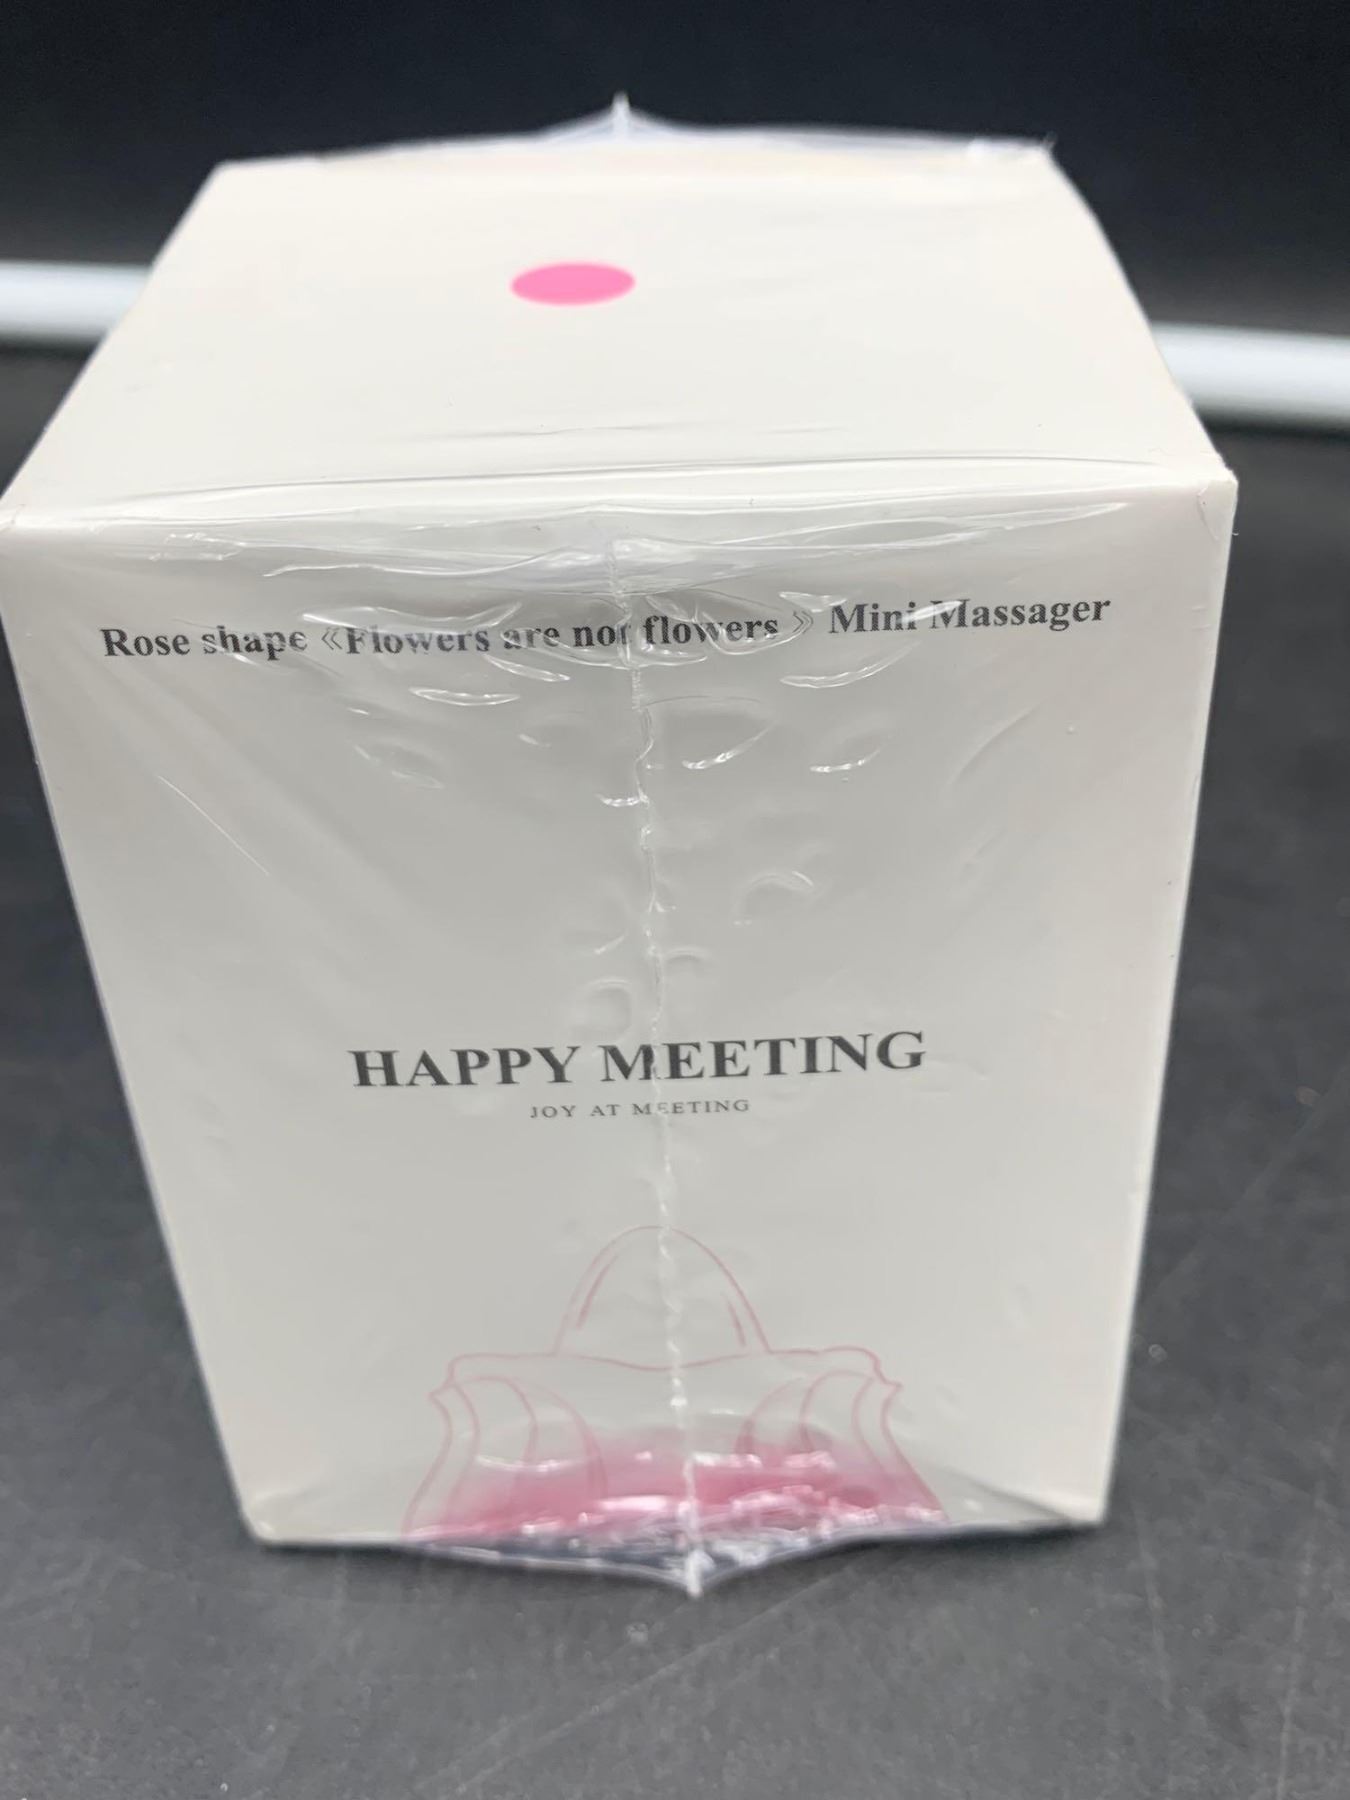 Rose shape 《Flowers are not flowers 》 Mini Massager
HAPPY MEETING
JOY AT MEETING